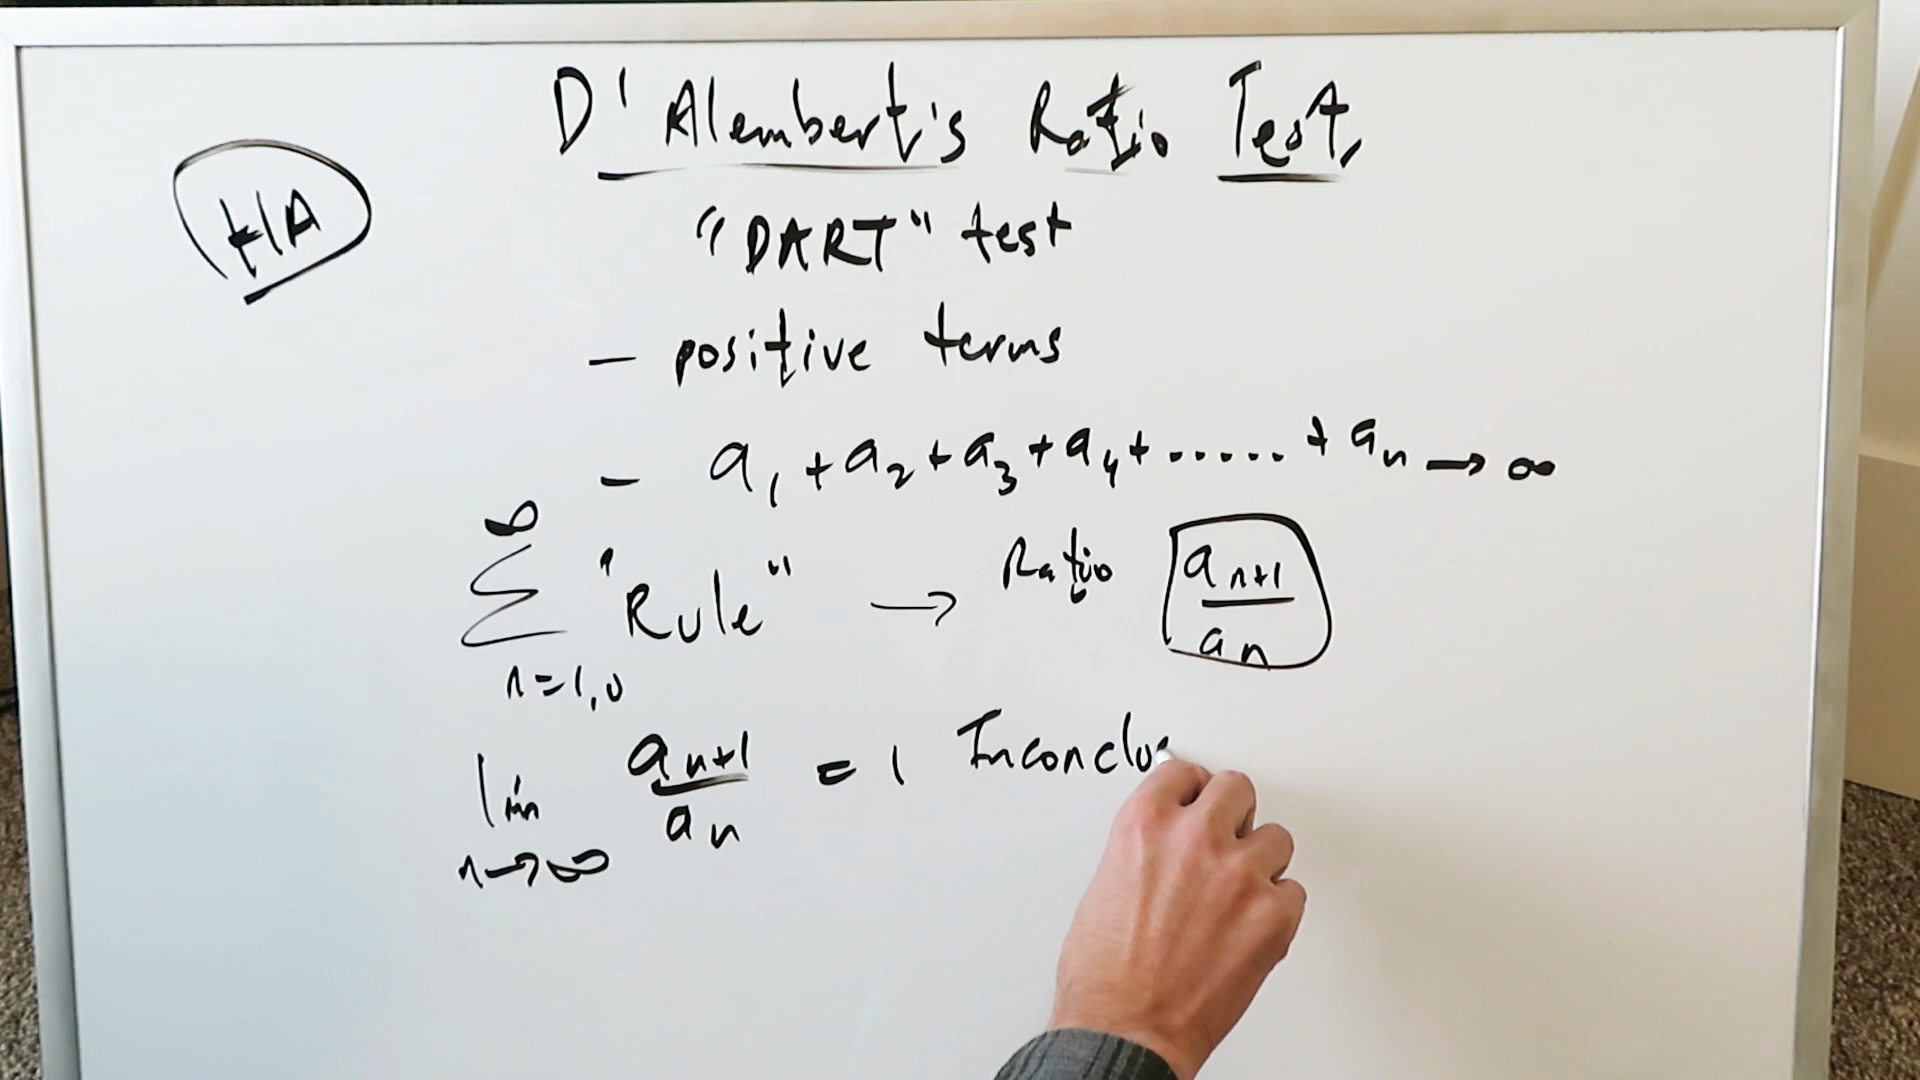 D'Alembert's Ratio Test
HA
"DART" test
- positive terms
- a₁ + a₂ + a₃ + a₄ + ...... + aₙ → ∞
∞
∑ "Rule" → Ratio aₙ₊₁/aₙ
n=1,0
lim aₙ₊₁/aₙ = 1 Inconclus
n→∞